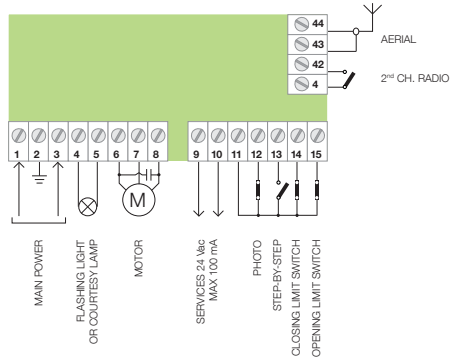 44
43
AERIAL
42
4
2nd CH. RADIO
1 2 3 4 5 6 7 8 9 10 11 12 13 14 15
M
MAIN POWER
FLASHING LIGHT
OR COURTESY LAMP
MOTOR
SERVICES 24 Vac
MAX 100 mA
PHOTO
STEP-BY-STEP
CLOSING LIMIT SWITCH
OPENING LIMIT SWITCH